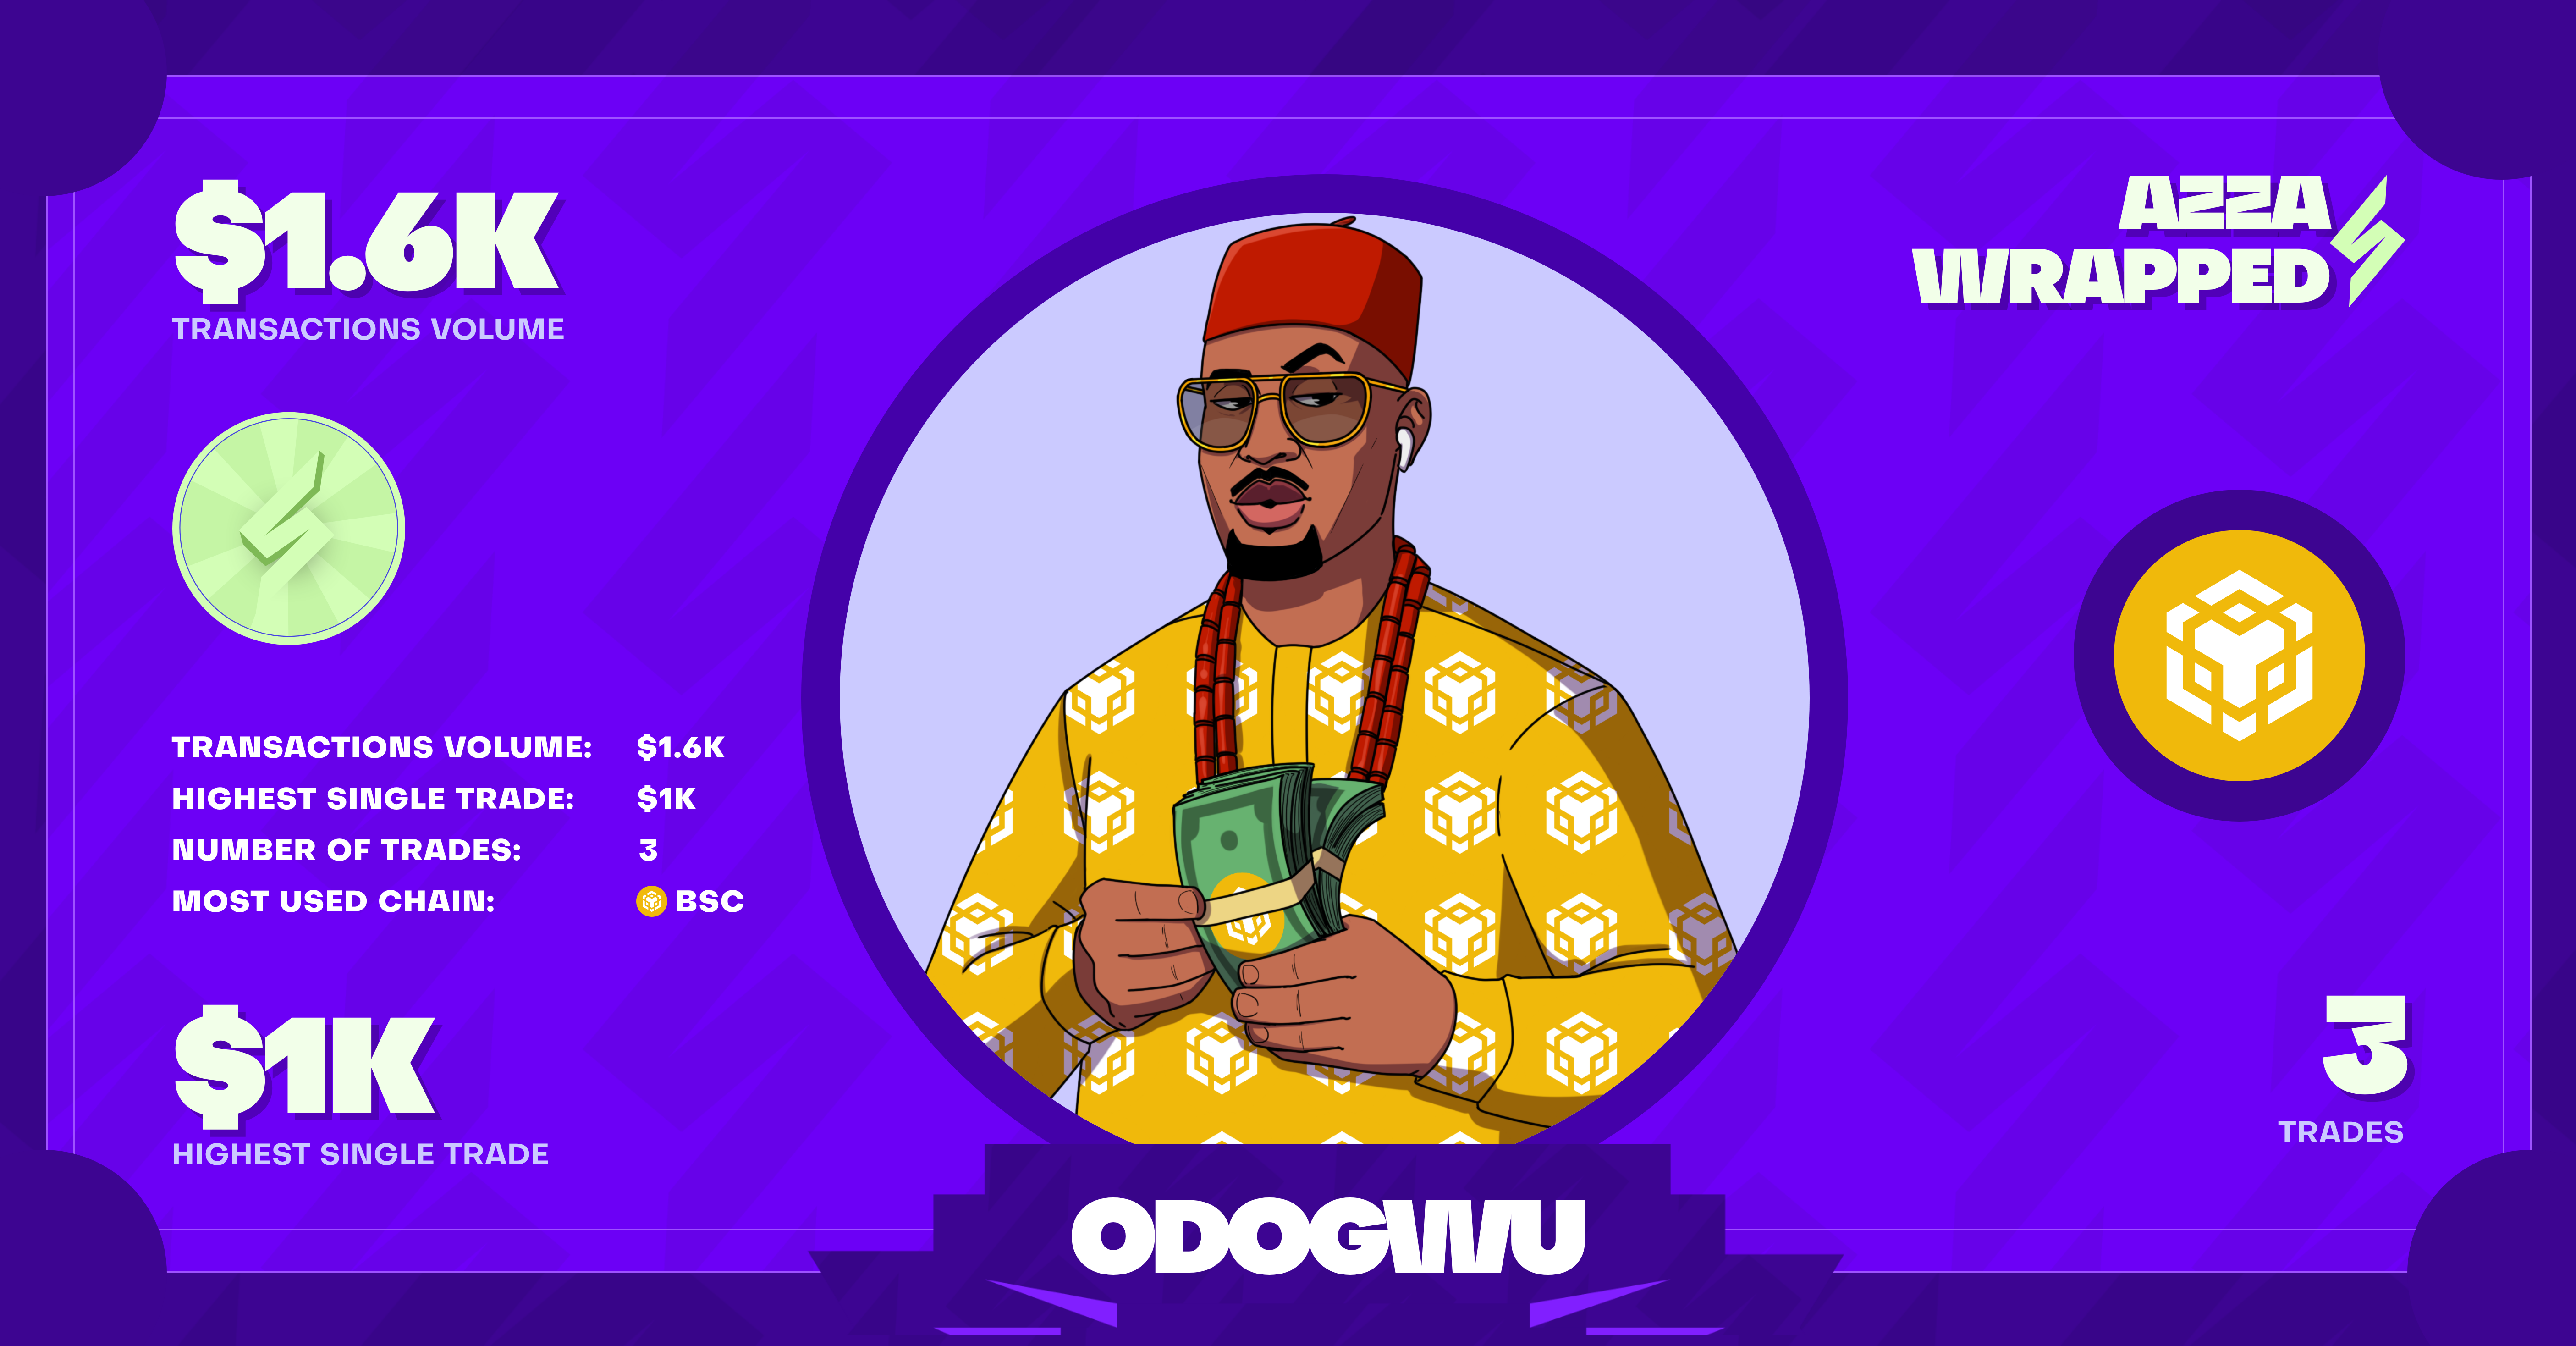 $1.6K
TRANSACTIONS VOLUME
AZZA
WRAPPED
TRANSACTIONS VOLUME: $1.6K
HIGHEST SINGLE TRADE: $1K
NUMBER OF TRADES: 3
MOST USED CHAIN: BSC
$1K
HIGHEST SINGLE TRADE
3
TRADES
ODOGWU